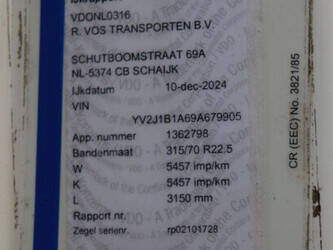 VDONL0316
R. VOS TRANSPORTEN B.V.
SCHUTBOOMSTRAAT 69A
NL-5374 CB SCHAIJK
IJkdatum 10-dec-2024
VIN
YV2J1B1A69A679905
App. nummer 1362798
Bandenmaat 315/70 R22.5
W 5457 imp/km
K 5457 imp/km
L 3150 mm
Rapport nr.
Zegel serienr. rp02101728
CR (EEC) No. 3821/85